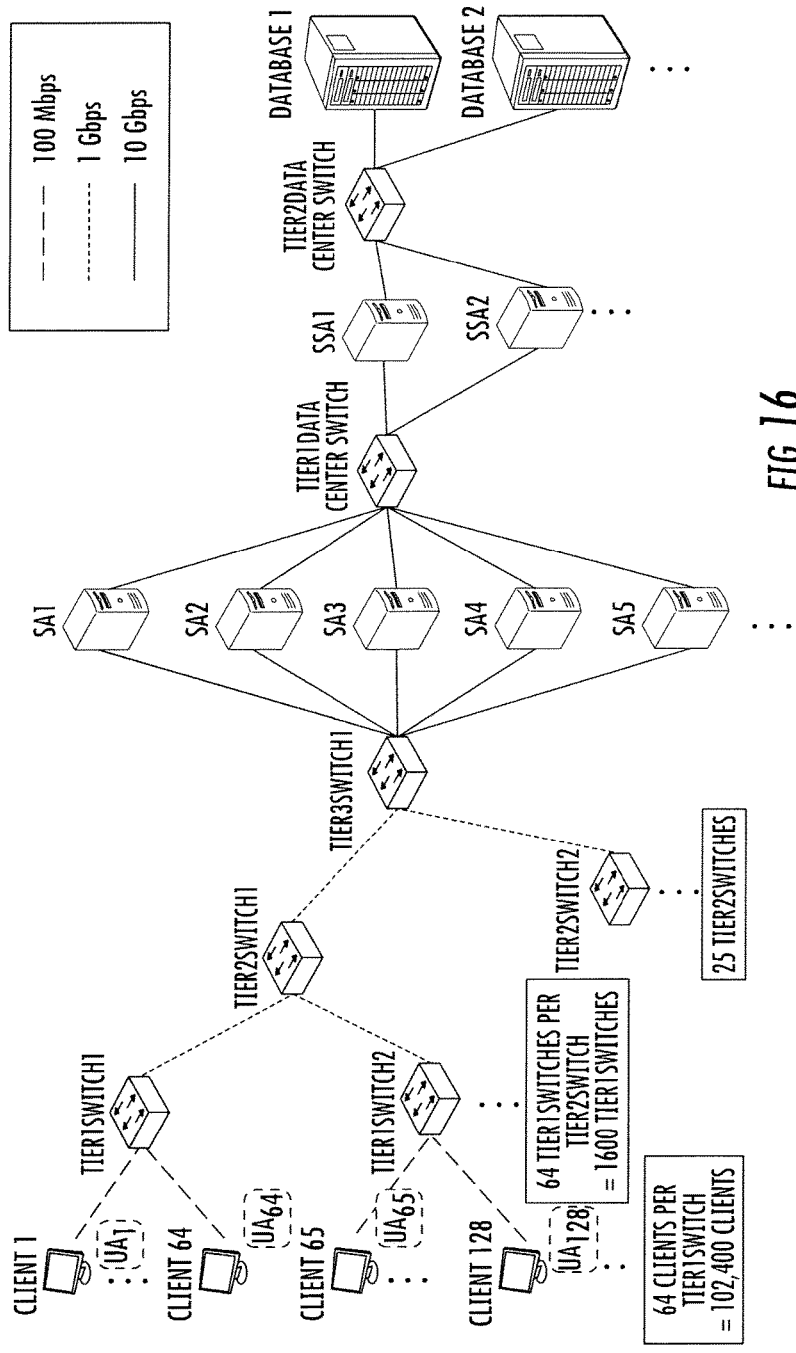 100 Mbps
1 Gbps
10 Gbps
CLIENT 1
UA1
CLIENT 64
UA64
CLIENT 65
UA65
CLIENT 128
UA128
64 CLIENTS PER
TIER1SWITCH
= 102,400 CLIENTS
TIER1SWITCH1
TIER1SWITCH2
64 TIER1SWITCHES PER
TIER2SWITCH
= 1600 TIER1SWITCHES
TIER2SWITCH1
TIER2SWITCH2
25 TIER2SWITCHES
TIER3SWITCH1
SA1
SA2
SA3
SA4
SA5
TIER1DATA
CENTER SWITCH
SSA1
SSA2
TIER2DATA
CENTER SWITCH
DATABASE 1
DATABASE 2
FIG 16